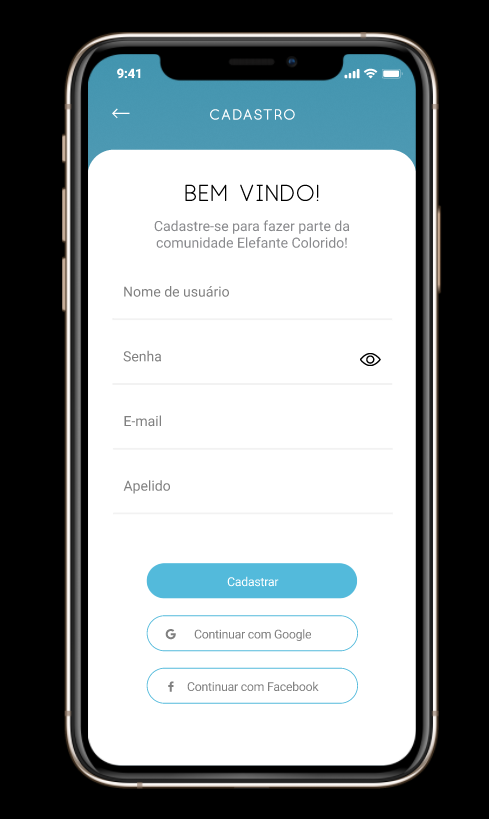 9:41
CADASTRO
BEM VINDO!
Cadastre-se para fazer parte da
comunidade Elefante Colorido!
Nome de usuário
Senha
E-mail
Apelido
Cadastrar
G Continuar com Google
f Continuar com Facebook